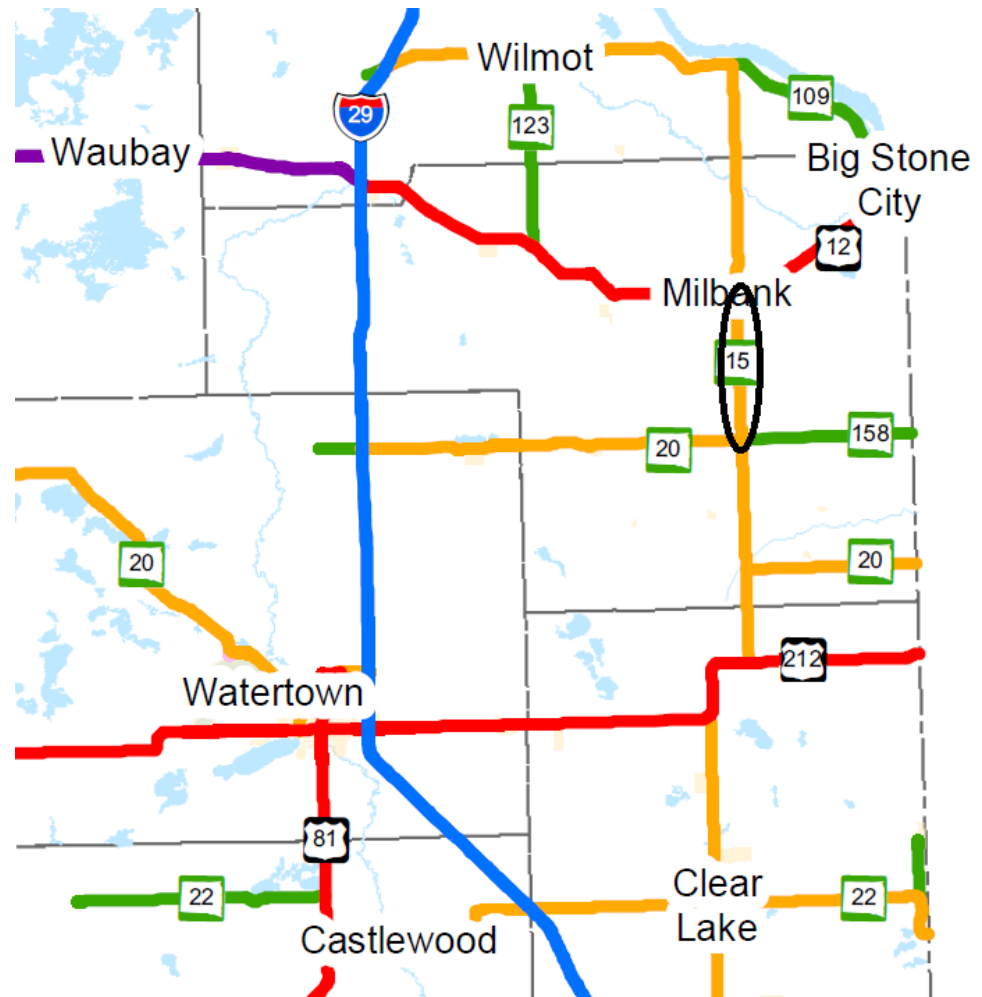 Wilmot
109
29
123
Waubay
Big Stone
City
12
Milbank
15
158
20
20
20
212
Watertown
81
Clear
Lake
22
22
Castlewood